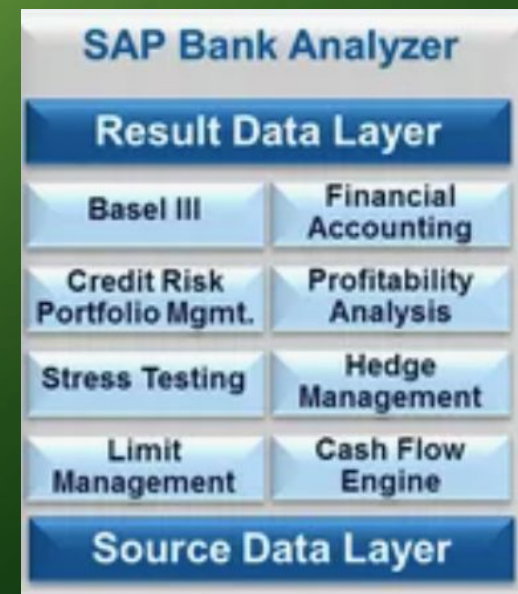 SAP Bank Analyzer
Result Data Layer
Basel III
Financial
Accounting
Credit Risk
Portfolio Mgmt.
Profitability
Analysis
Stress Testing
Hedge
Management
Limit
Management
Cash Flow
Engine
Source Data Layer